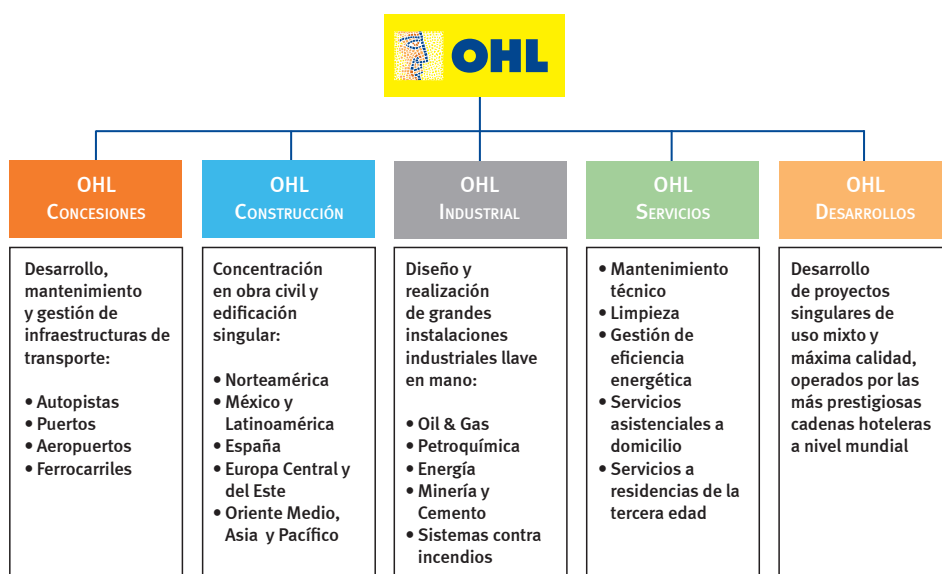 OHL
OHL
CONCESIONES
Desarrollo,
mantenimiento
y gestión de
infraestructuras de
transporte:
• Autopistas
• Puertos
• Aeropuertos
• Ferrocarriles
OHL
CONSTRUCCIÓN
Concentración
en obra civil y
edificación
singular:
• Norteamérica
• México y
Latinoamérica
• España
• Europa Central y
del Este
• Oriente Medio,
Asia y Pacífico
OHL
INDUSTRIAL
Diseño y
realización
de grandes
instalaciones
industriales llave
en mano:
• Oil & Gas
• Petroquímica
• Energía
• Minería y
Cemento
• Sistemas contra
incendios
OHL
SERVICIOS
• Mantenimiento
técnico
• Limpieza
• Gestión de
eficiencia
energética
• Servicios
asistenciales a
domicilio
• Servicios a
residencias de la
tercera edad
OHL
DESARROLLOS
Desarrollo
de proyectos
singulares de
uso mixto y
máxima calidad,
operados por las
más prestigiosas
cadenas hoteleras
a nivel mundial